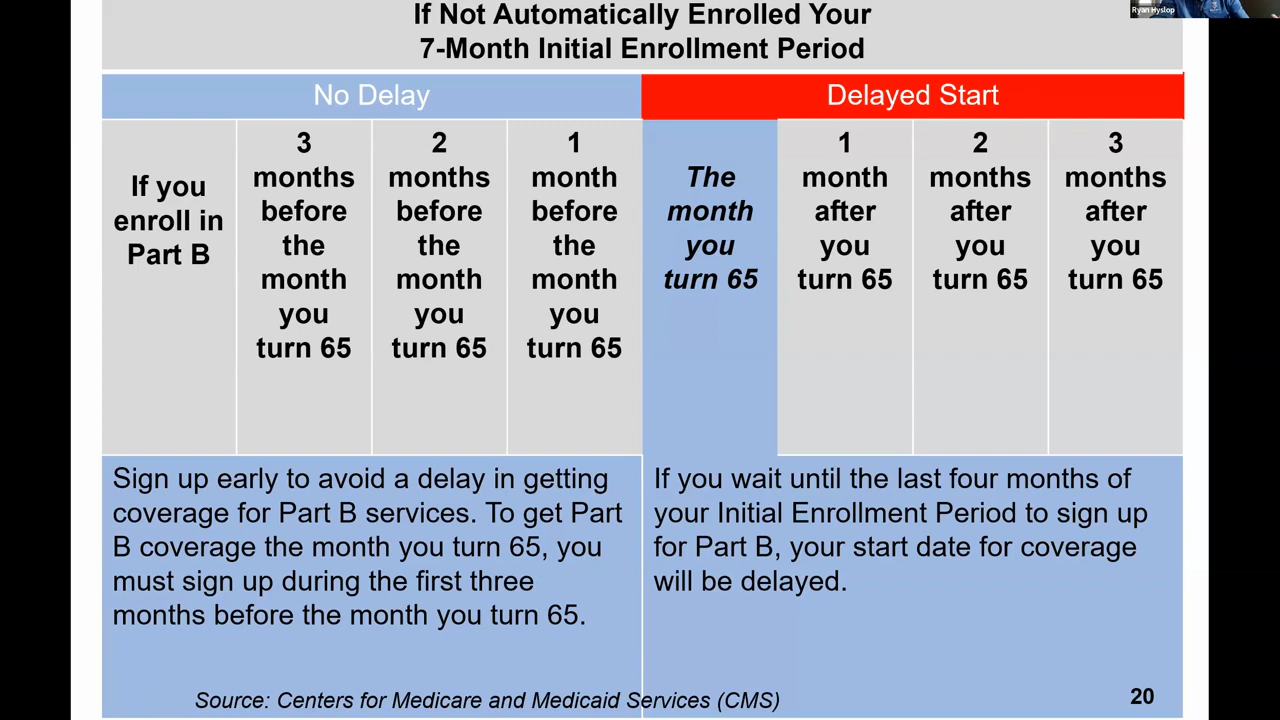 Ryan Hyslop
If Not Automatically Enrolled Your
7-Month Initial Enrollment Period
No Delay
Delayed Start
If you
enroll in
Part B
3
months
before
the
month
you
turn 65
2
months
before
the
month
you
turn 65
1
month
before
the
month
you
turn 65
The
month
you
turn 65
1
month
after
you
turn 65
2
months
after
you
turn 65
3
months
after
you
turn 65
Sign up early to avoid a delay in getting
coverage for Part B services. To get Part
B coverage the month you turn 65, you
must sign up during the first three
months before the month you turn 65.
If you wait until the last four months of
your Initial Enrollment Period to sign up
for Part B, your start date for coverage
will be delayed.
Source: Centers for Medicare and Medicaid Services (CMS)
20